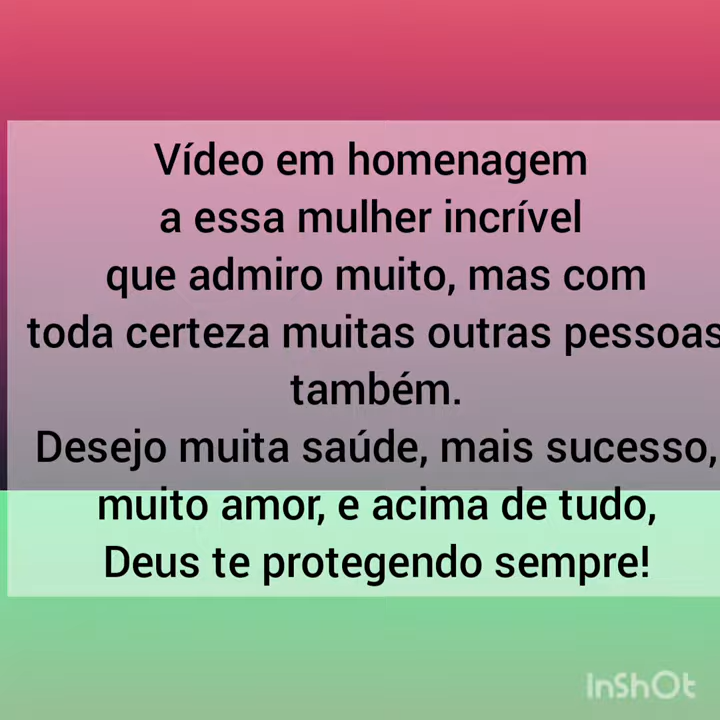 Vídeo em homenagem
a essa mulher incrível
que admiro muito, mas com
toda certeza muitas outras pessoas
também.
Desejo muita saúde, mais sucesso,
muito amor, e acima de tudo,
Deus te protegendo sempre!
InShOt